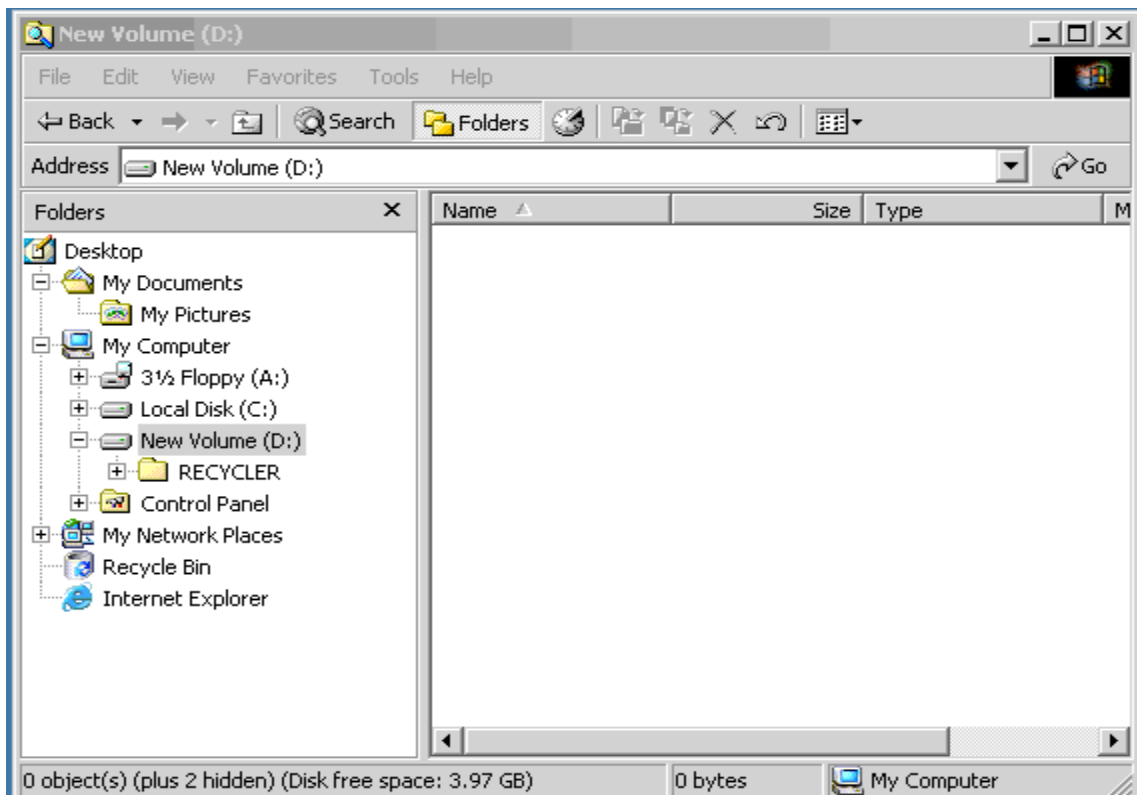 New Volume (D:)
File Edit View Favorites Tools Help
Back Search Folders
Address New Volume (D:) Go
Folders
Name Size Type M
Desktop
My Documents
My Pictures
My Computer
3½ Floppy (A:)
Local Disk (C:)
New Volume (D:)
RECYCLER
Control Panel
My Network Places
Recycle Bin
Internet Explorer
0 object(s) (plus 2 hidden) (Disk free space: 3.97 GB) 0 bytes My Computer